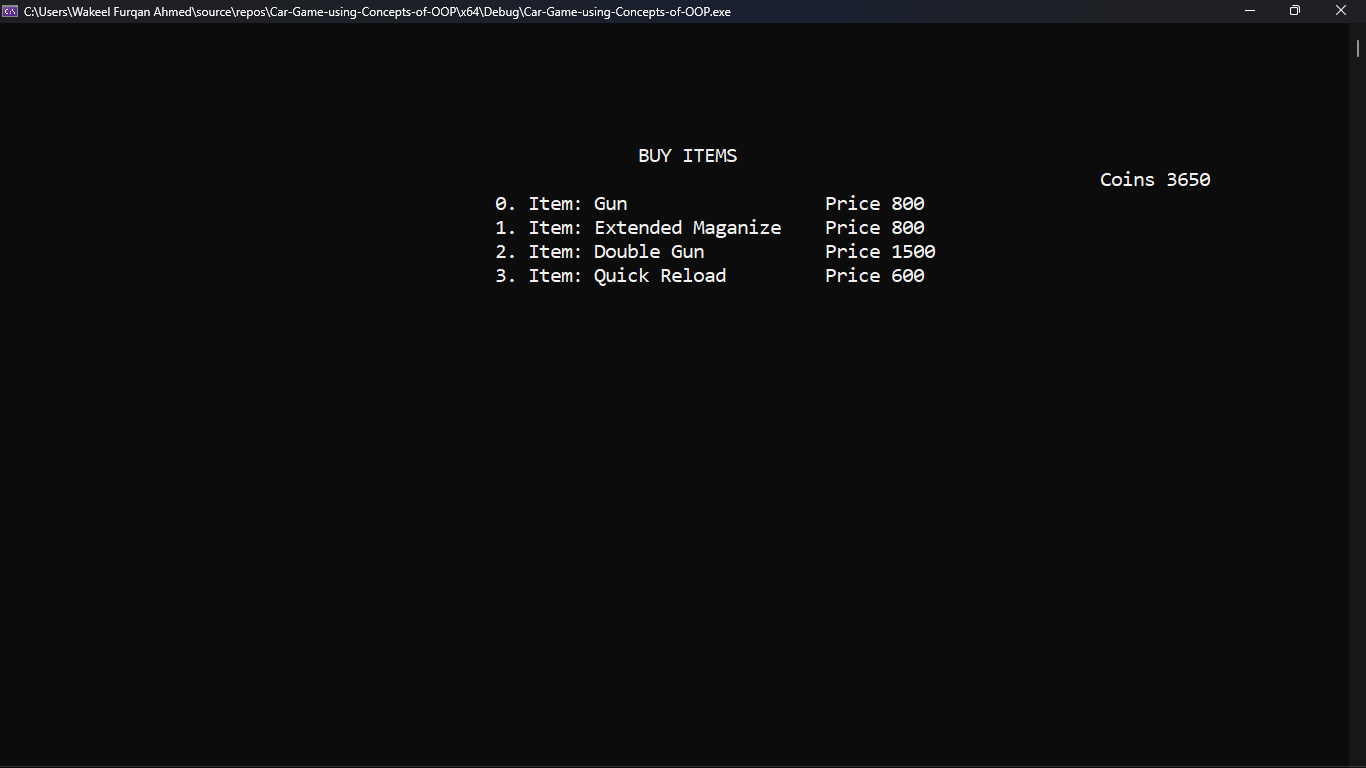 C:\Users\Wakeel Furqan Ahmed\source\repos\Car-Game-using-Concepts-of-OOP\x64\Debug\Car-Game-using-Concepts-of-OOP.exe
BUY ITEMS
Coins 3650
0. Item: Gun Price 800
1. Item: Extended Maganize Price 800
2. Item: Double Gun Price 1500
3. Item: Quick Reload Price 600